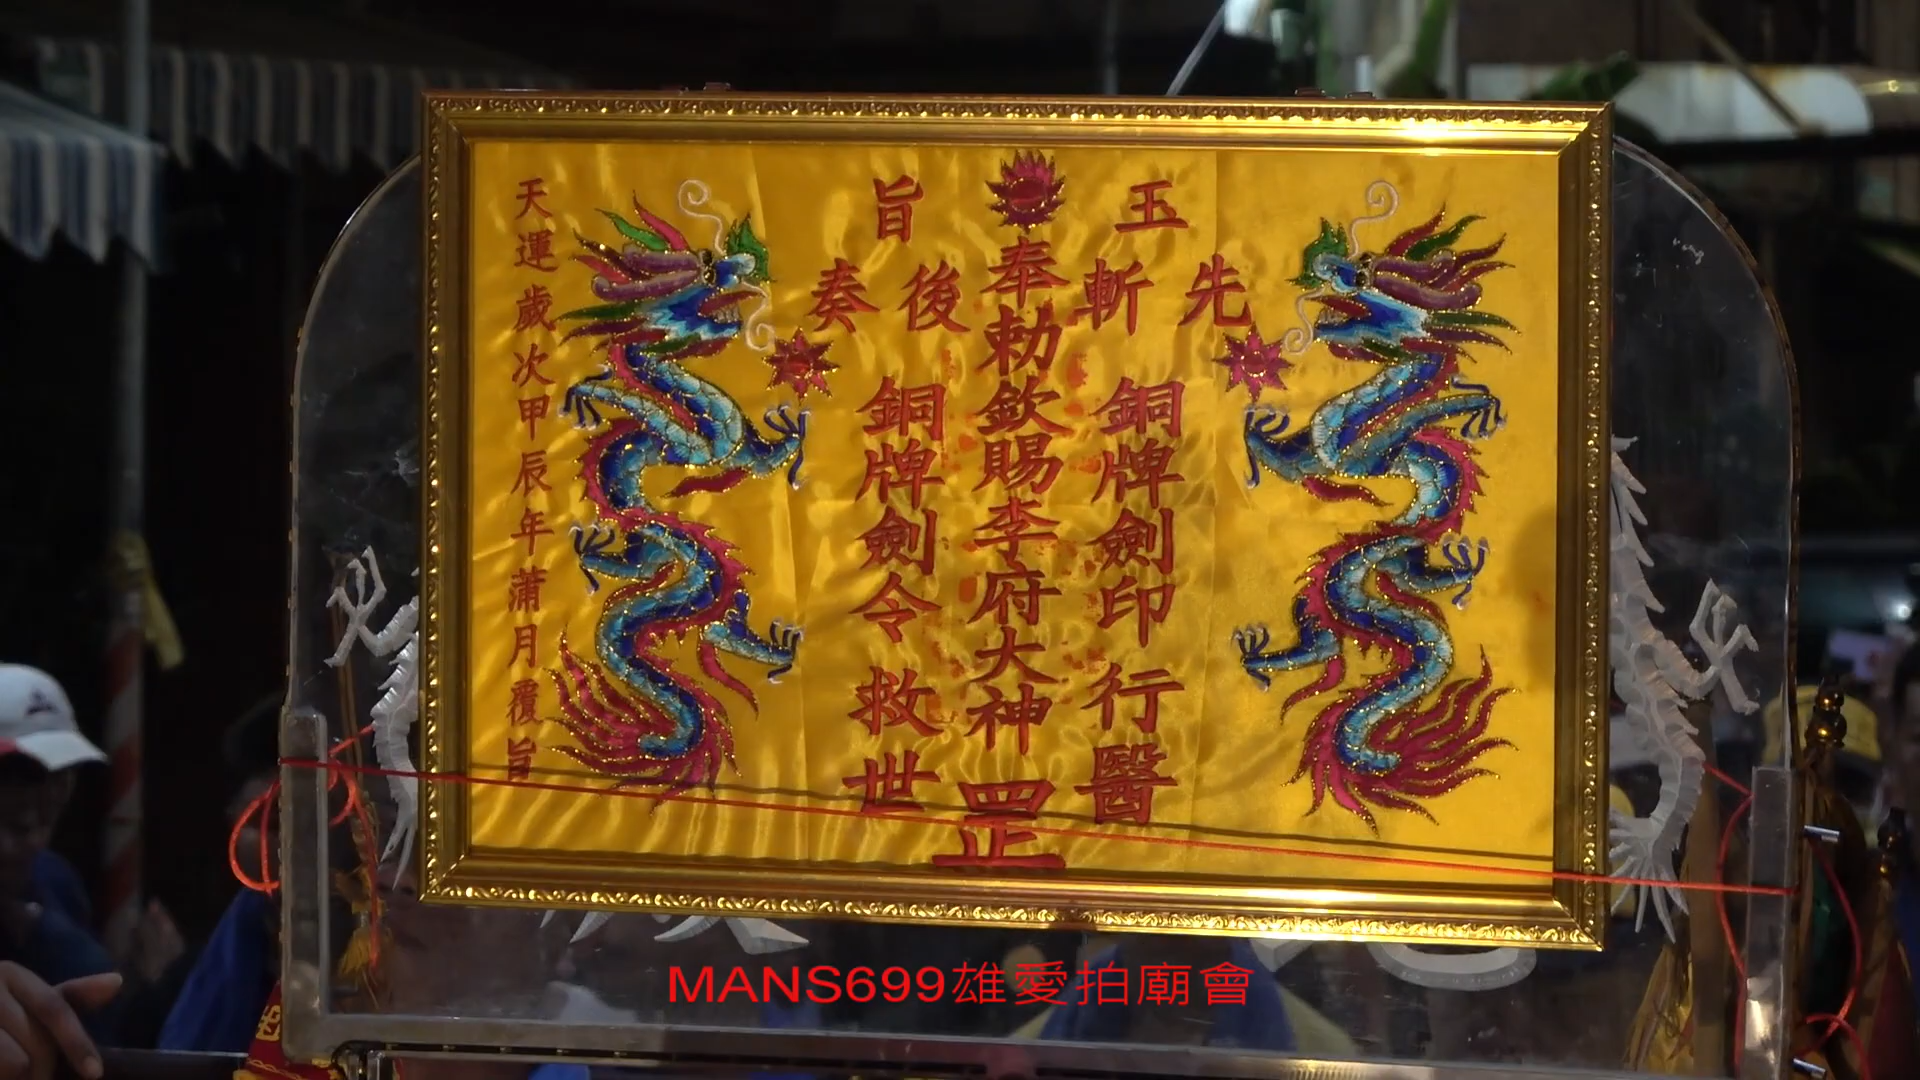 玉旨
先斬後奏
銅牌劍印行醫
奉勅欽賜李府大神
罡
銅牌劍令救世
天運歲次甲辰年蒲月覆旨
MANS699雄愛拍廟會